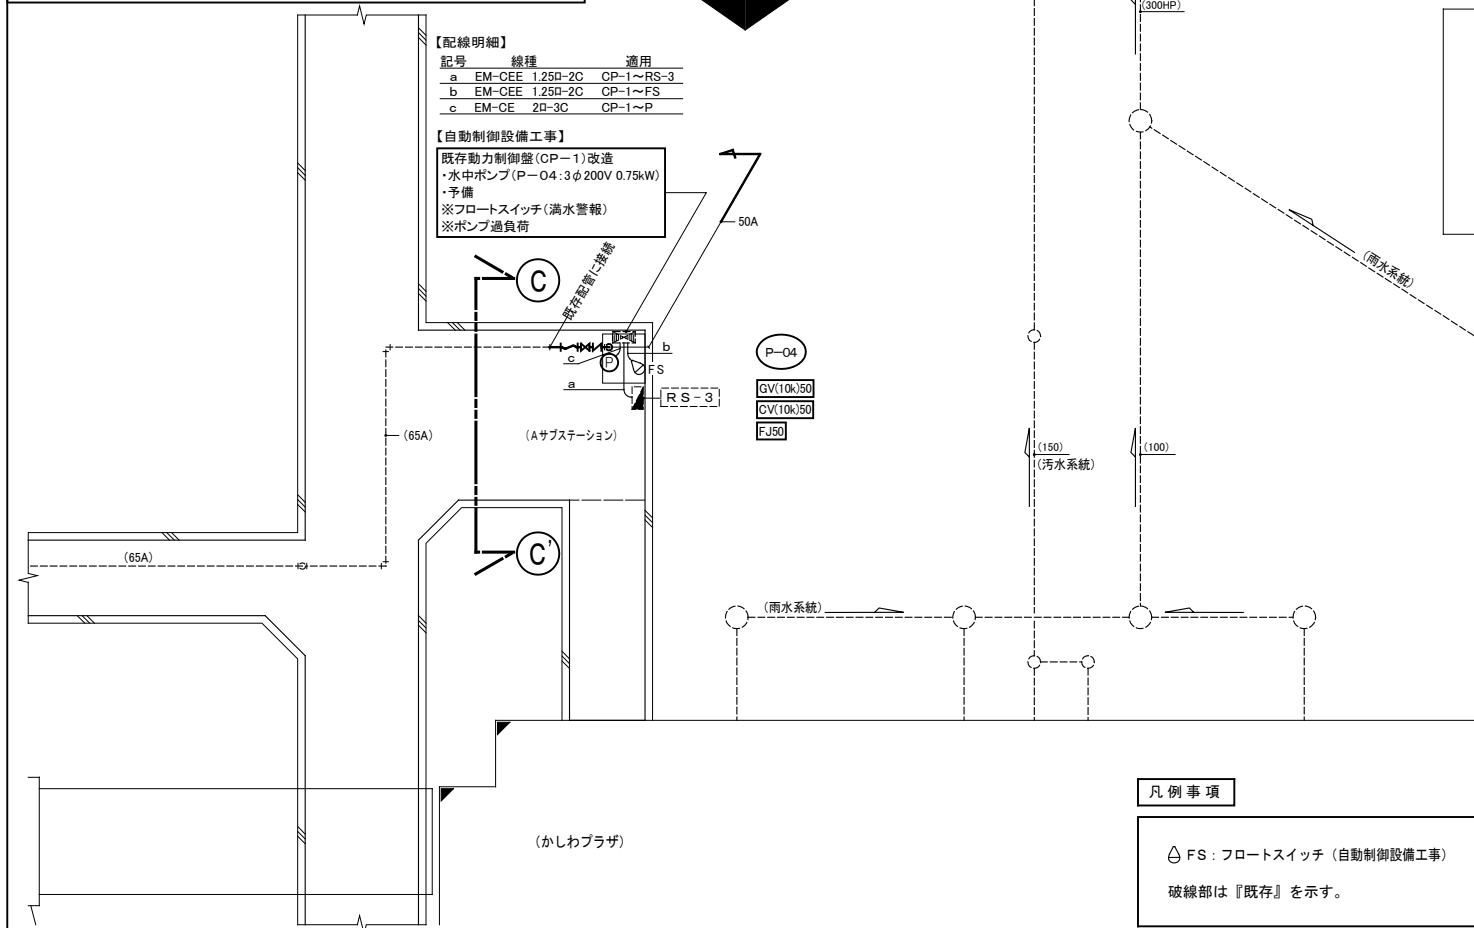 (300HP)
【配線明細】
記号 線種 適用
a EM-CEE 1.25□-2C CP-1～RS-3
b EM-CEE 1.25□-2C CP-1～FS
c EM-CE 2□-3C CP-1～P
【自動制御設備工事】
既存動力制御盤(CP-1)改造
・水中ポンプ(P-04:3φ200V 0.75kW)
・予備
※フロートスイッチ(満水警報)
※ポンプ過負荷
50A
(雨水系統)
C
既存配管に接続
b
c
P
FS
a
RS-3
P-04
GV(10k)50
CV(10k)50
FJ50
(65A)
(Aサブステーション)
(150)
(汚水系統)
(100)
(65A)
C'
(雨水系統)
凡例事項
(かしわプラザ)
FS：フロートスイッチ（自動制御設備工事）
破線部は『既存』を示す。